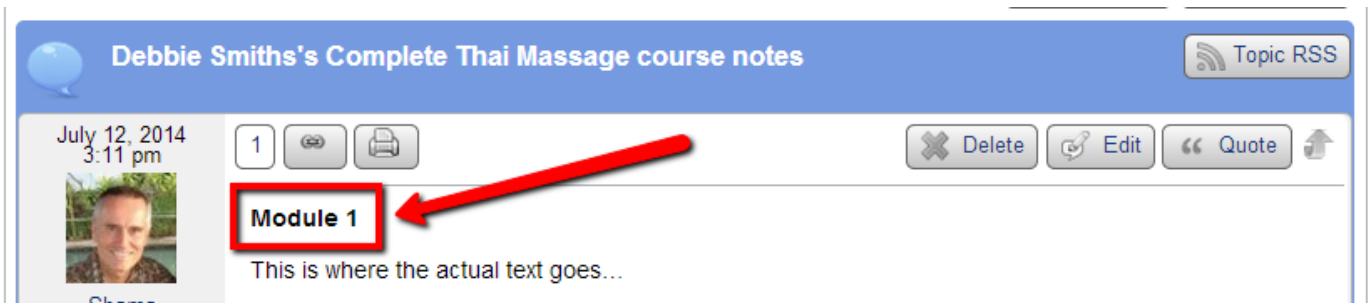 Debbie Smiths's Complete Thai Massage course notes
Topic RSS
July 12, 2014
3:11 pm
1
Delete
Edit
Quote
Module 1
This is where the actual text goes...